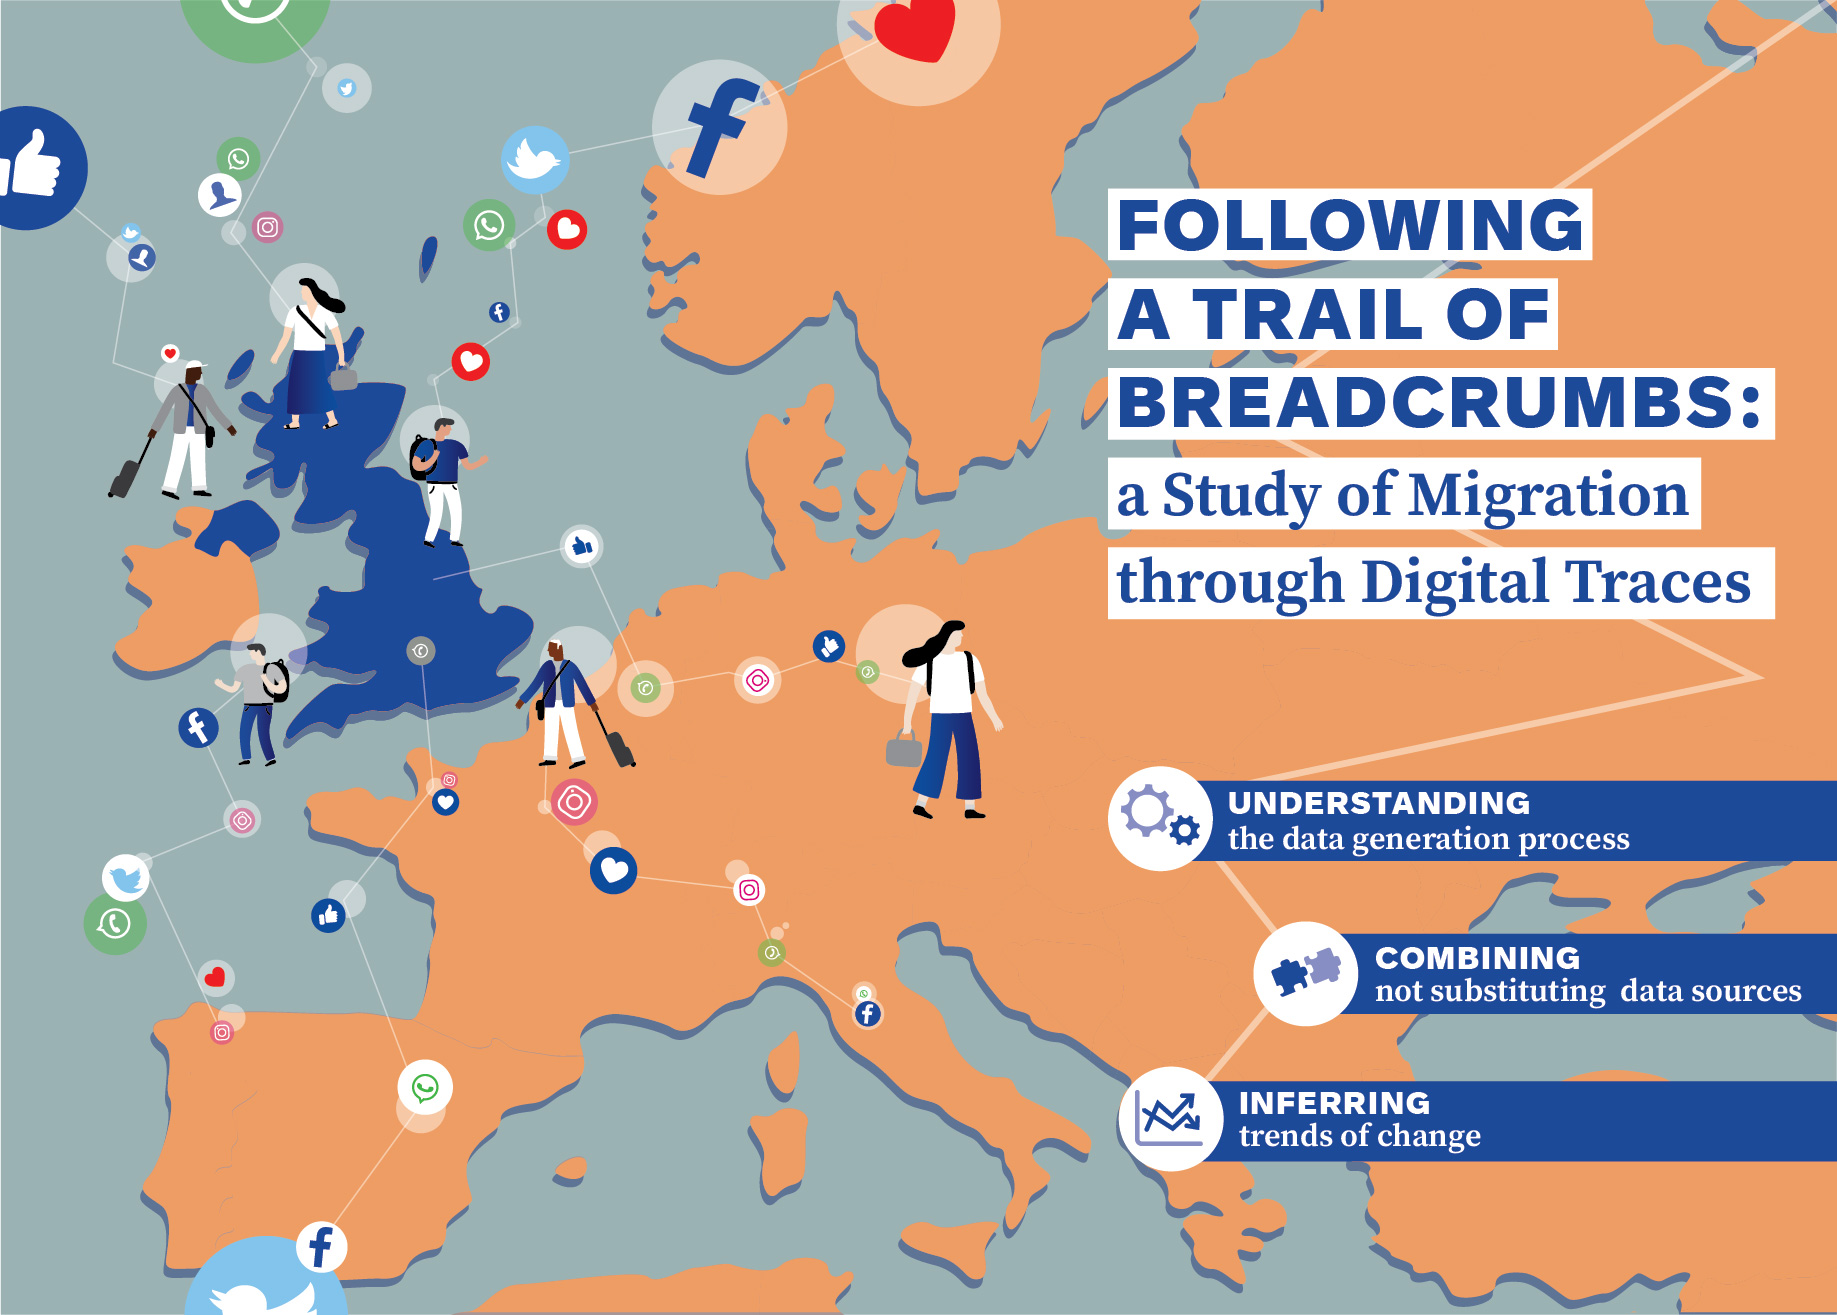 FOLLOWING
A TRAIL OF
BREADCRUMBS:
a Study of Migration
through Digital Traces
UNDERSTANDING
the data generation process
COMBINING
not substituting data sources
INFERRING
trends of change